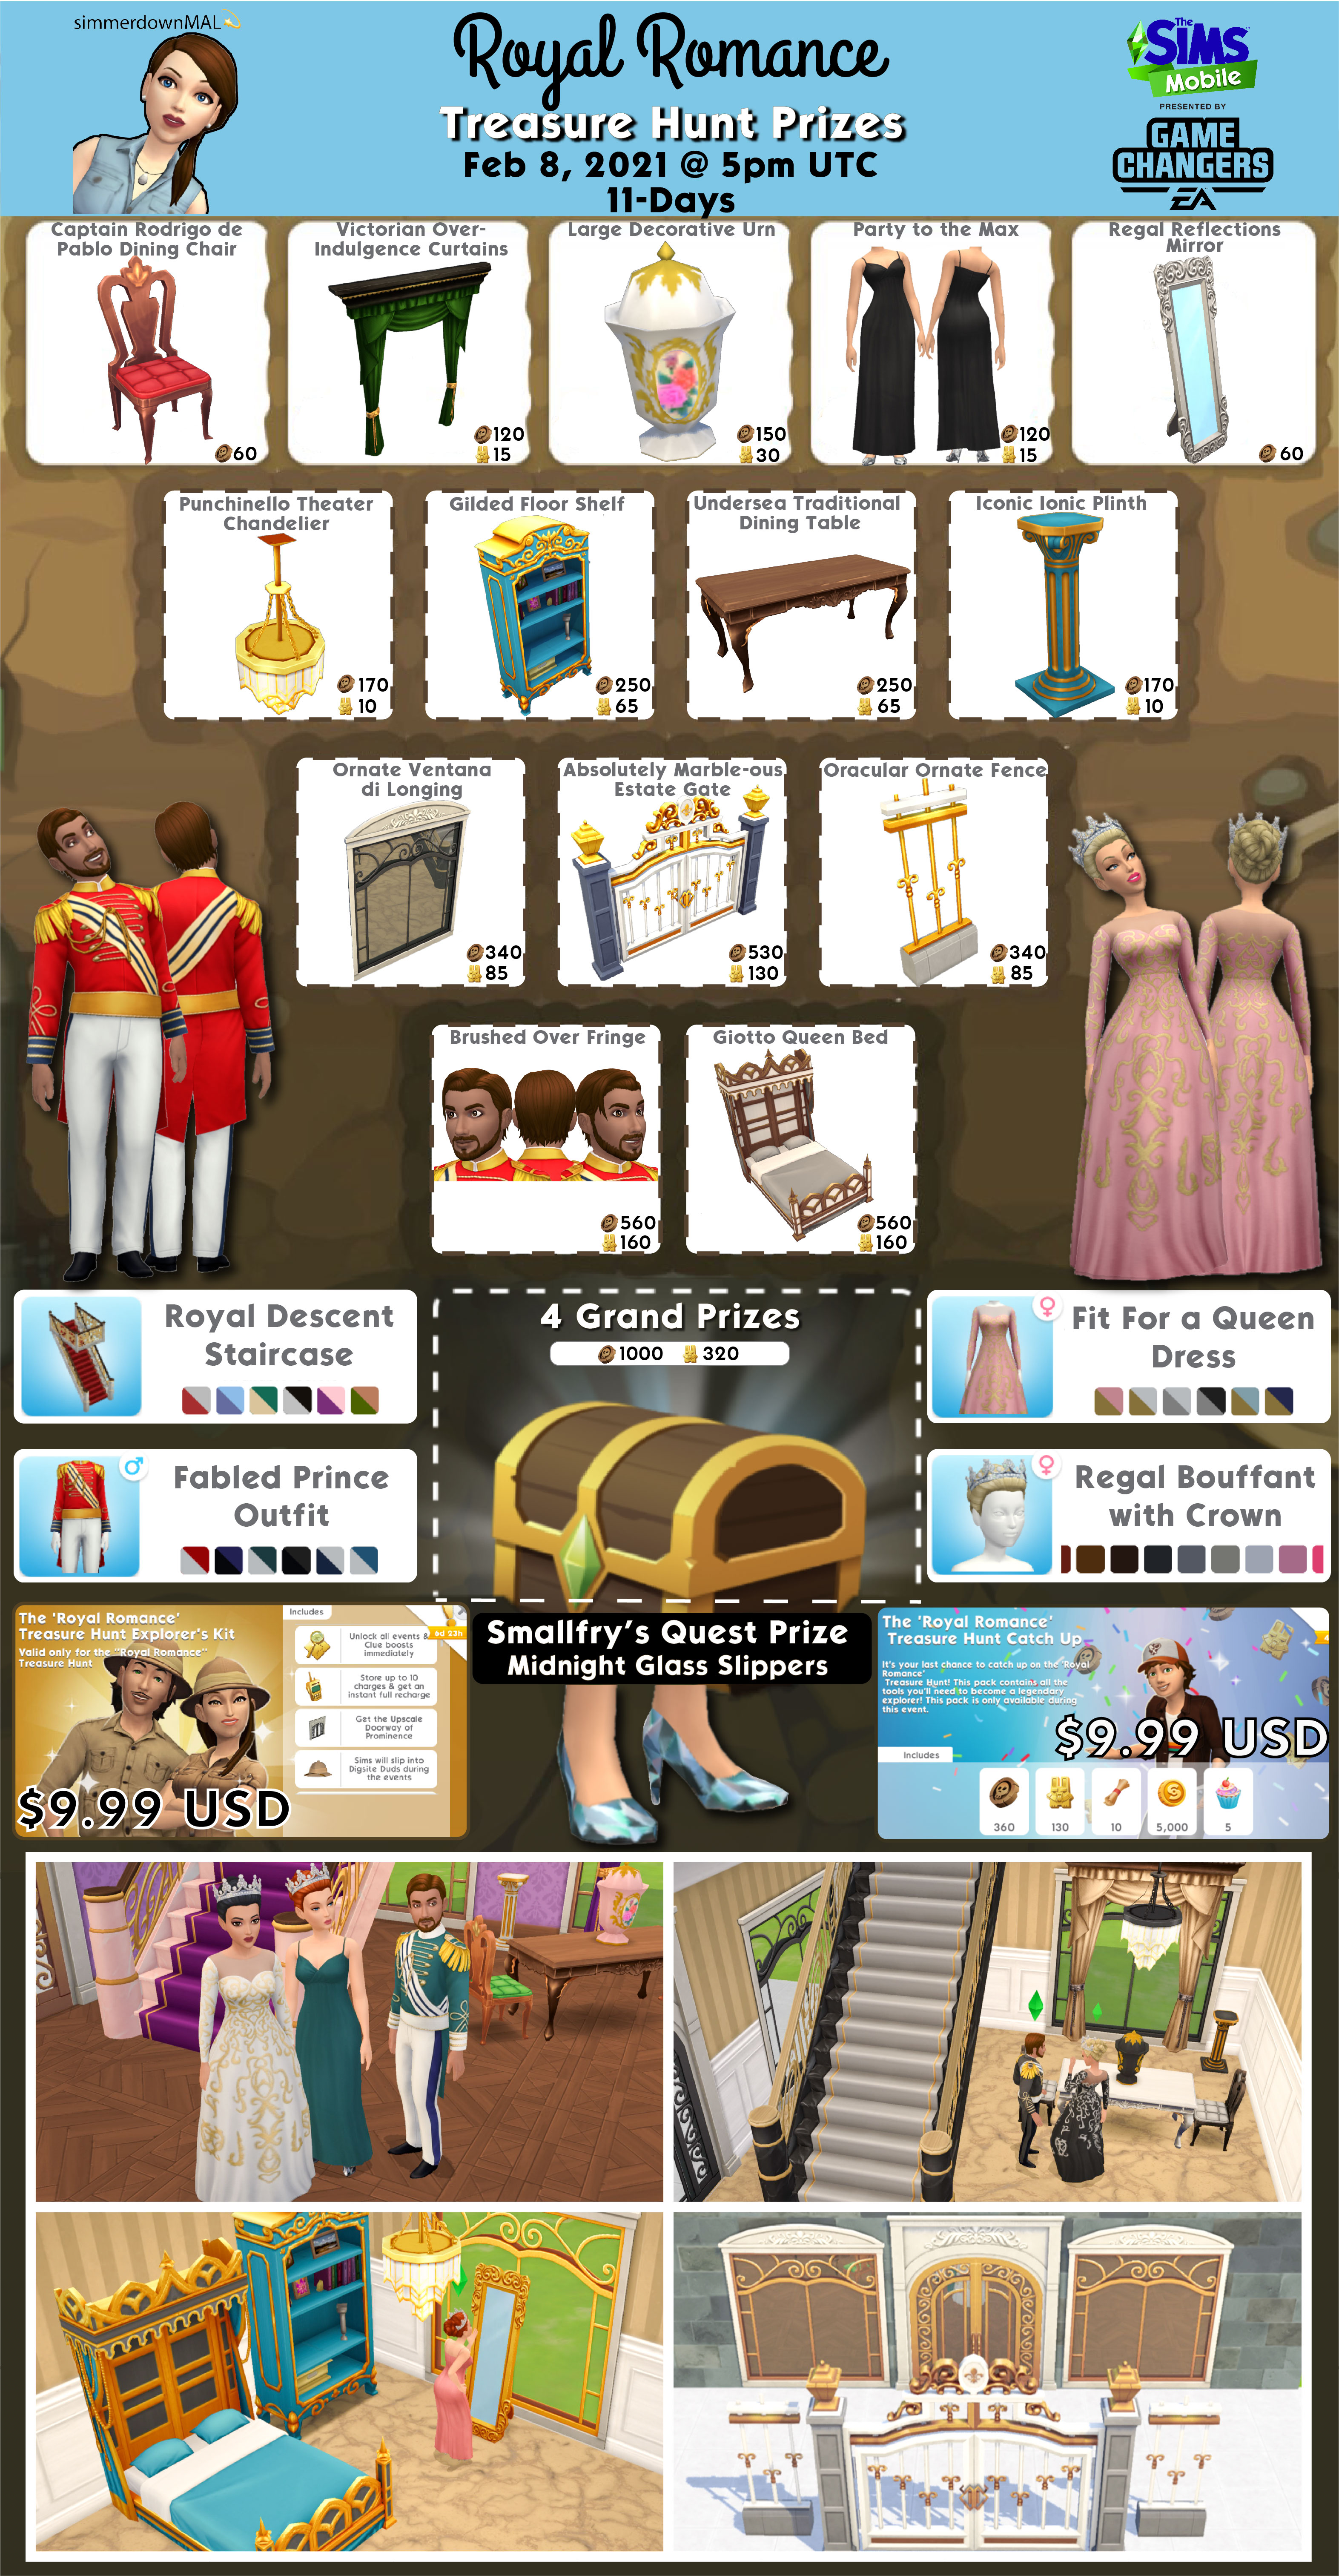 simmerdownMAL
Royal Romance
Treasure Hunt Prizes
Feb 8, 2021 @ 5pm UTC
11-Days
The
SIMS
Mobile
PRESENTED BY
GAME
CHANGERS
EA
Captain Rodrigo de
Pablo Dining Chair
60
Victorian Over-
Indulgence Curtains
120
15
Large Decorative Urn
150
30
Party to the Max
120
15
Regal Reflections
Mirror
60
Punchinello Theater
Chandelier
170
10
Gilded Floor Shelf
250
65
Undersea Traditional
Dining Table
250
65
Iconic Ionic Plinth
170
10
Ornate Ventana
di Longing
340
85
Absolutely Marble-ous
Estate Gate
530
130
Oracular Ornate Fence
340
85
Brushed Over Fringe
560
160
Giotto Queen Bed
560
160
Royal Descent
Staircase
4 Grand Prizes
1000 320
Fit For a Queen
Dress
Fabled Prince
Outfit
Regal Bouffant
with Crown
The 'Royal Romance'
Treasure Hunt Explorer's Kit
Valid only for the "Royal Romance"
Treasure Hunt
Includes
6d 23h
Unlock all events &
Clue boosts
immediately
Store up to 10
charges & get an
instant full recharge
Get the Upscale
Doorway of
Prominence
Sims will slip into
Digsite Duds during
the events
$9.99 USD
Smallfry's Quest Prize
Midnight Glass Slippers
The 'Royal Romance'
Treasure Hunt Catch Up
It's your last chance to catch up on the 'Royal
Romance'
Treasure Hunt! This pack contains all the
tools you'll need to become a legendary
explorer! This pack is only available during
this event.
$9.99 USD
Includes
360
130
10
5,000
5